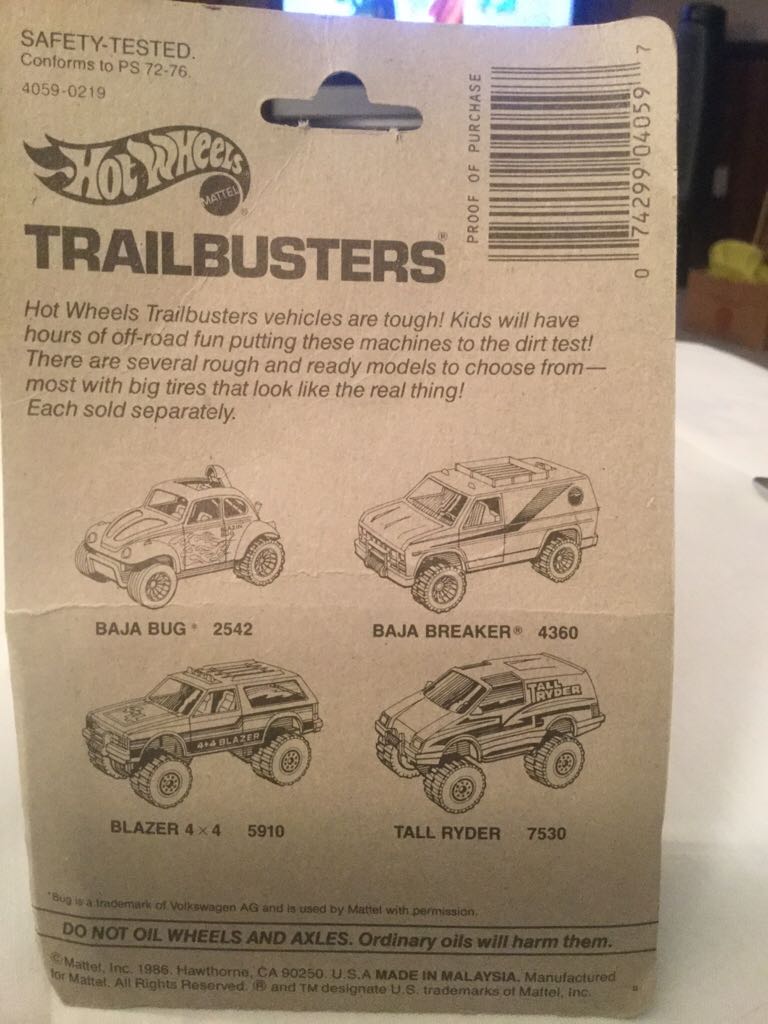 SAFETY-TESTED.
Conforms to PS 72-76.
4059-0219
PROOF OF PURCHASE
0 74299 04059 7
Hot Wheels
MATTEL®
TRAILBUSTERS®
Hot Wheels Trailbusters vehicles are tough! Kids will have
hours of off-road fun putting these machines to the dirt test!
There are several rough and ready models to choose from—
most with big tires that look like the real thing!
Each sold separately.
BLAZIN BUG
BAJA BUG* 2542
BAJA BREAKER® 4360
4×4 BLAZER
TALL
RYDER
BLAZER 4 × 4 5910
TALL RYDER 7530
*Bug is a trademark of Volkswagen AG and is used by Mattel with permission.
DO NOT OIL WHEELS AND AXLES. Ordinary oils will harm them.
© Mattel, Inc. 1986. Hawthorne, CA 90250. U.S.A MADE IN MALAYSIA. Manufactured
for Mattel. All Rights Reserved. ® and TM designate U.S. trademarks of Mattel, Inc.